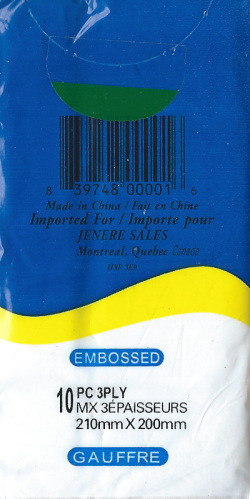 8 39748 00001 6
Made in China / Fait en Chine
Imported For / Importe pour
JENERE SALES
Montreal, Quebec Canada
EMBOSSED
10 PC 3PLY
MX 3ÉPAISSEURS
210mm X 200mm
GAUFFRE